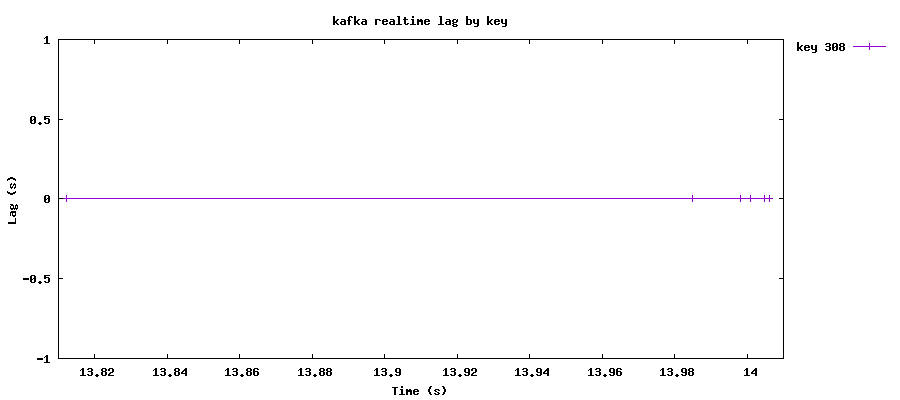 kafka realtime lag by key
key 308
1
0.5
0
-0.5
-1
Lag (s)
13.82 13.84 13.86 13.88 13.9 13.92 13.94 13.96 13.98 14
Time (s)